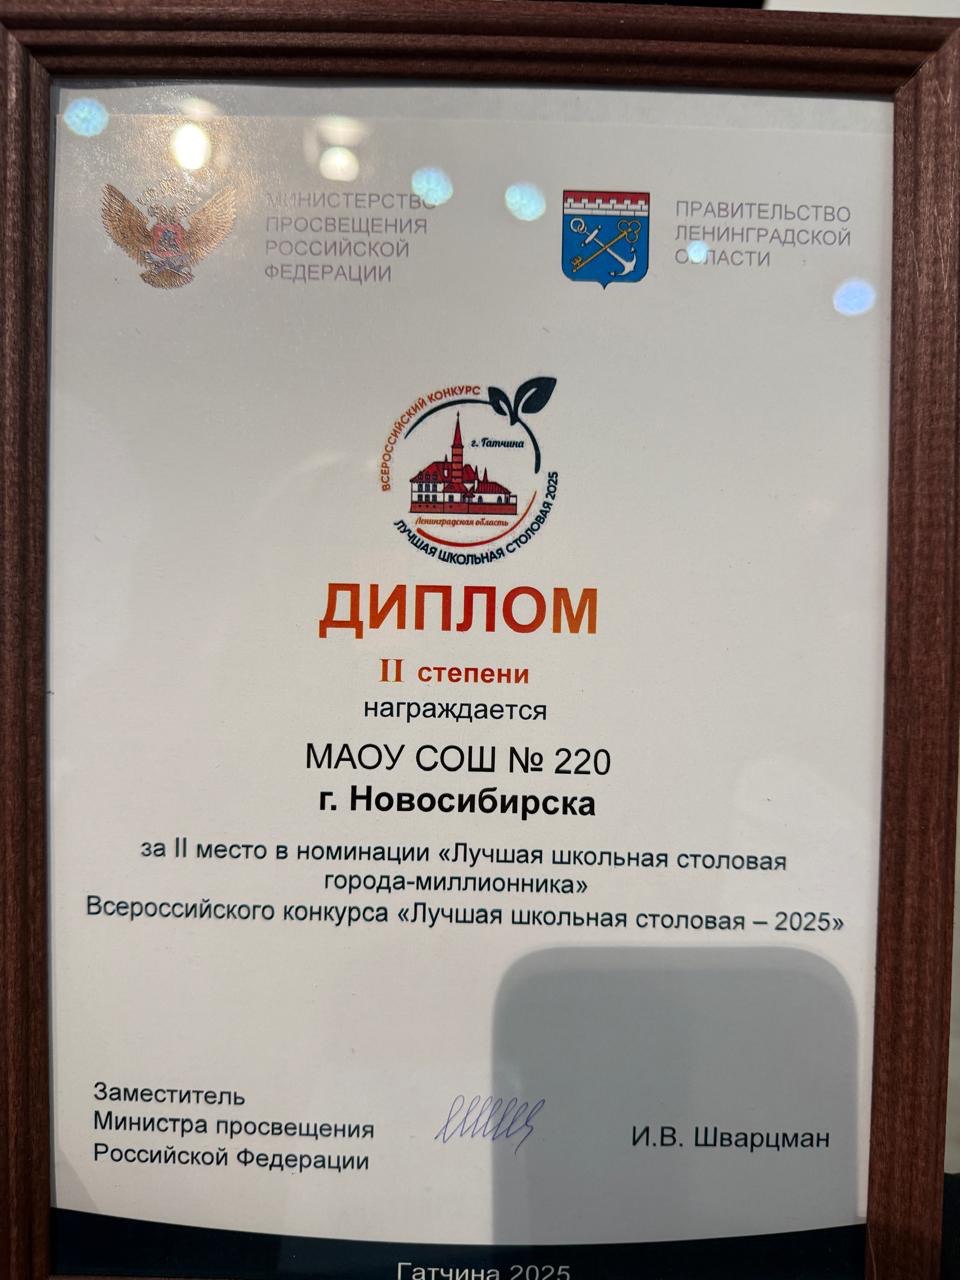 МИНИСТЕРСТВО
ПРОСВЕЩЕНИЯ
РОССИЙСКОЙ
ФЕДЕРАЦИИ
ПРАВИТЕЛЬСТВО
ЛЕНИНГРАДСКОЙ
ОБЛАСТИ
ВСЕРОССИЙСКИЙ КОНКУРС
г. Гатчина
Ленинградская область
ЛУЧШАЯ ШКОЛЬНАЯ СТОЛОВАЯ 2025
ДИПЛОМ
II степени
награждается
МАОУ СОШ № 220
г. Новосибирска
за II место в номинации «Лучшая школьная столовая
города-миллионника»
Всероссийского конкурса «Лучшая школьная столовая – 2025»
Заместитель
Министра просвещения
Российской Федерации
И.В. Шварцман
Гатчина 2025